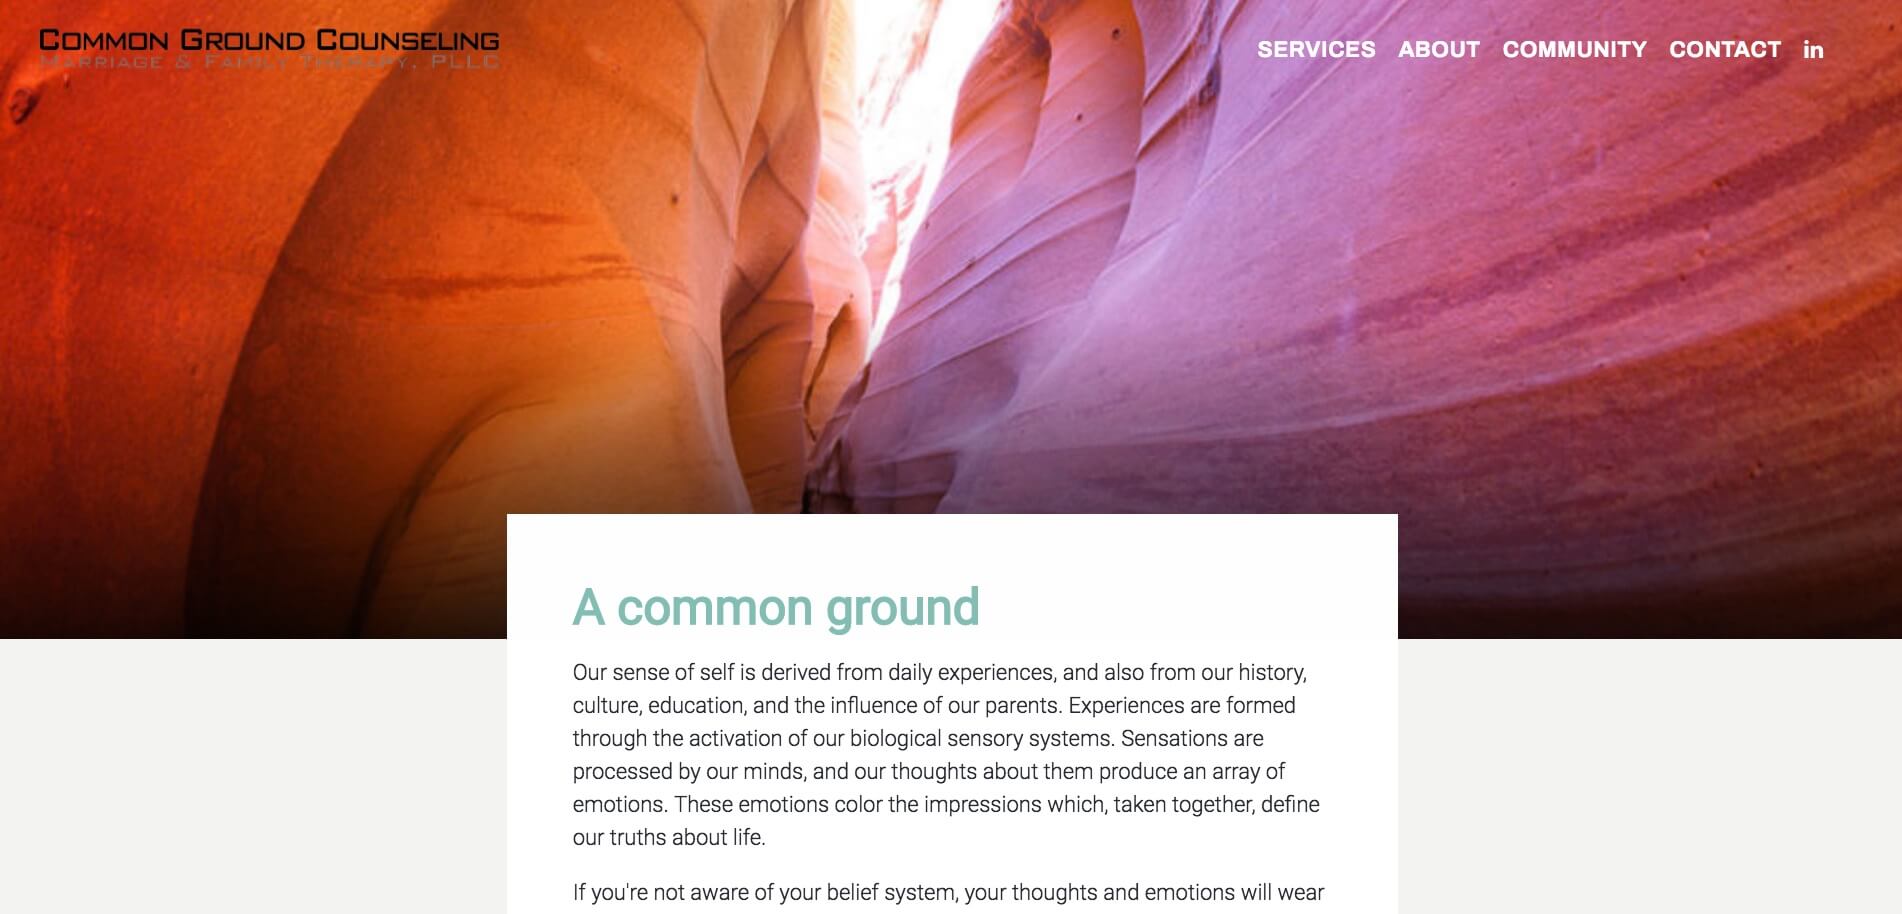 COMMON GROUND COUNSELING
MARRIAGE & FAMILY THERAPY, PLLC
SERVICES ABOUT COMMUNITY CONTACT in
A common ground
Our sense of self is derived from daily experiences, and also from our history,
culture, education, and the influence of our parents. Experiences are formed
through the activation of our biological sensory systems. Sensations are
processed by our minds, and our thoughts about them produce an array of
emotions. These emotions color the impressions which, taken together, define
our truths about life.
If you're not aware of your belief system, your thoughts and emotions will wear